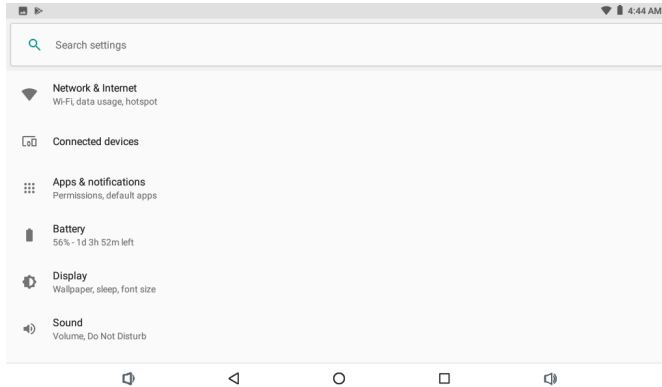 4:44 AM
Search settings
Network & Internet
Wi-Fi, data usage, hotspot
Connected devices
Apps & notifications
Permissions, default apps
Battery
56% - 1d 3h 52m left
Display
Wallpaper, sleep, font size
Sound
Volume, Do Not Disturb